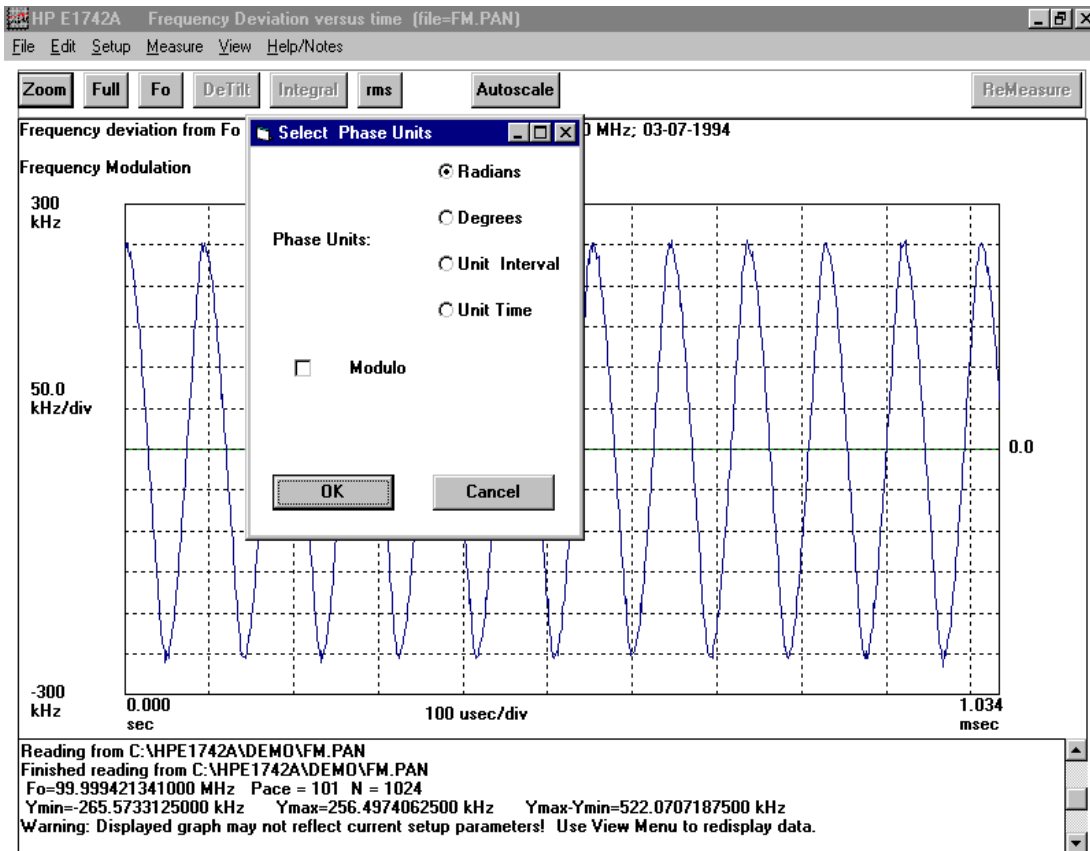 HP E1742A Frequency Deviation versus time (file=FM.PAN)
File Edit Setup Measure View Help/Notes
Zoom Full Fo DeTilt Integral rms Autoscale ReMeasure
Frequency deviation from Fo MHz; 03-07-1994
Frequency Modulation
Select Phase Units
Radians
Degrees
Phase Units:
Unit Interval
Unit Time
Modulo
OK Cancel
300
kHz
50.0
kHz/div
0.0
-300
kHz
0.000
sec
100 usec/div
1.034
msec
Reading from C:\HPE1742A\DEMO\FM.PAN
Finished reading from C:\HPE1742A\DEMO\FM.PAN
Fo=99.999421341000 MHz Pace = 101 N = 1024
Ymin=-265.5733125000 kHz Ymax=256.4974062500 kHz Ymax-Ymin=522.0707187500 kHz
Warning: Displayed graph may not reflect current setup parameters! Use View Menu to redisplay data.